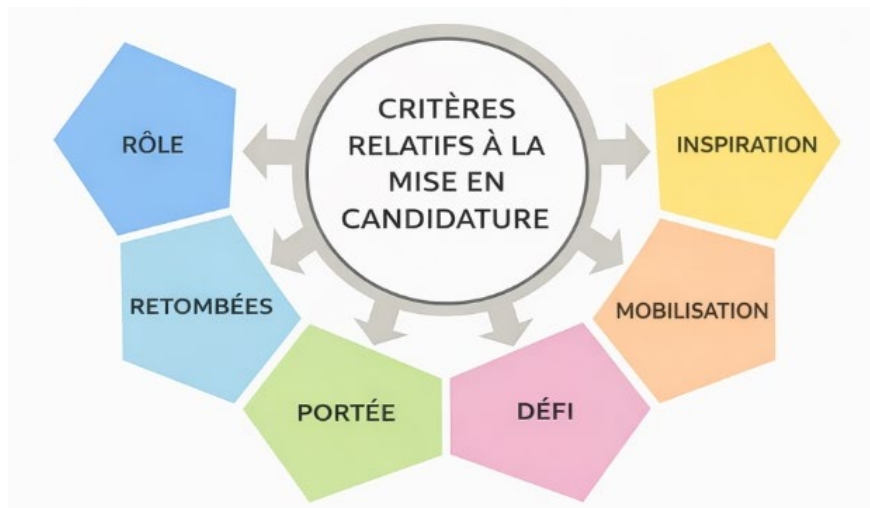 CRITÈRES
RELATIFS À LA
MISE EN
CANDIDATURE
RÔLE
RETOMBÉES
PORTÉE
DÉFI
MOBILISATION
INSPIRATION